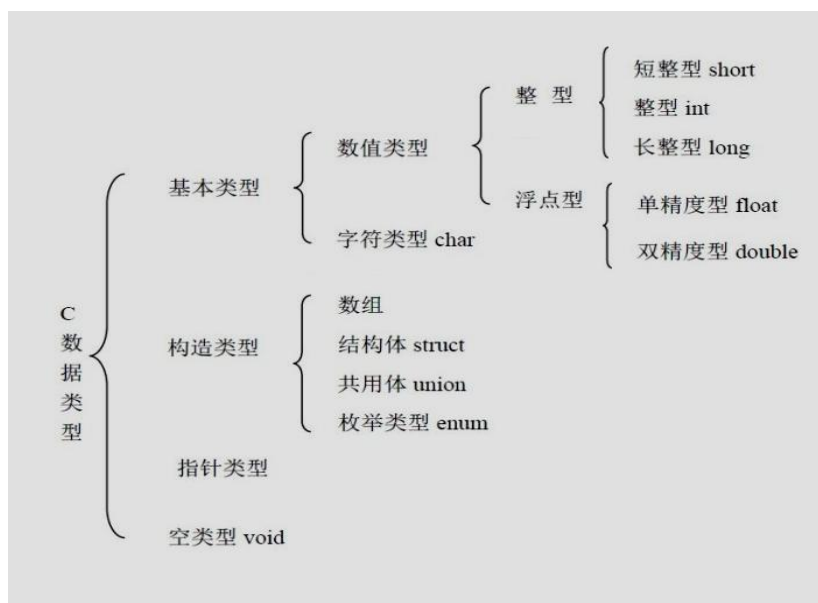 C
数
据
类
型
基本类型
数值类型
整 型
短整型 short
整型 int
长整型 long
浮点型
单精度型 float
双精度型 double
字符类型 char
构造类型
数组
结构体 struct
共用体 union
枚举类型 enum
指针类型
空类型 void